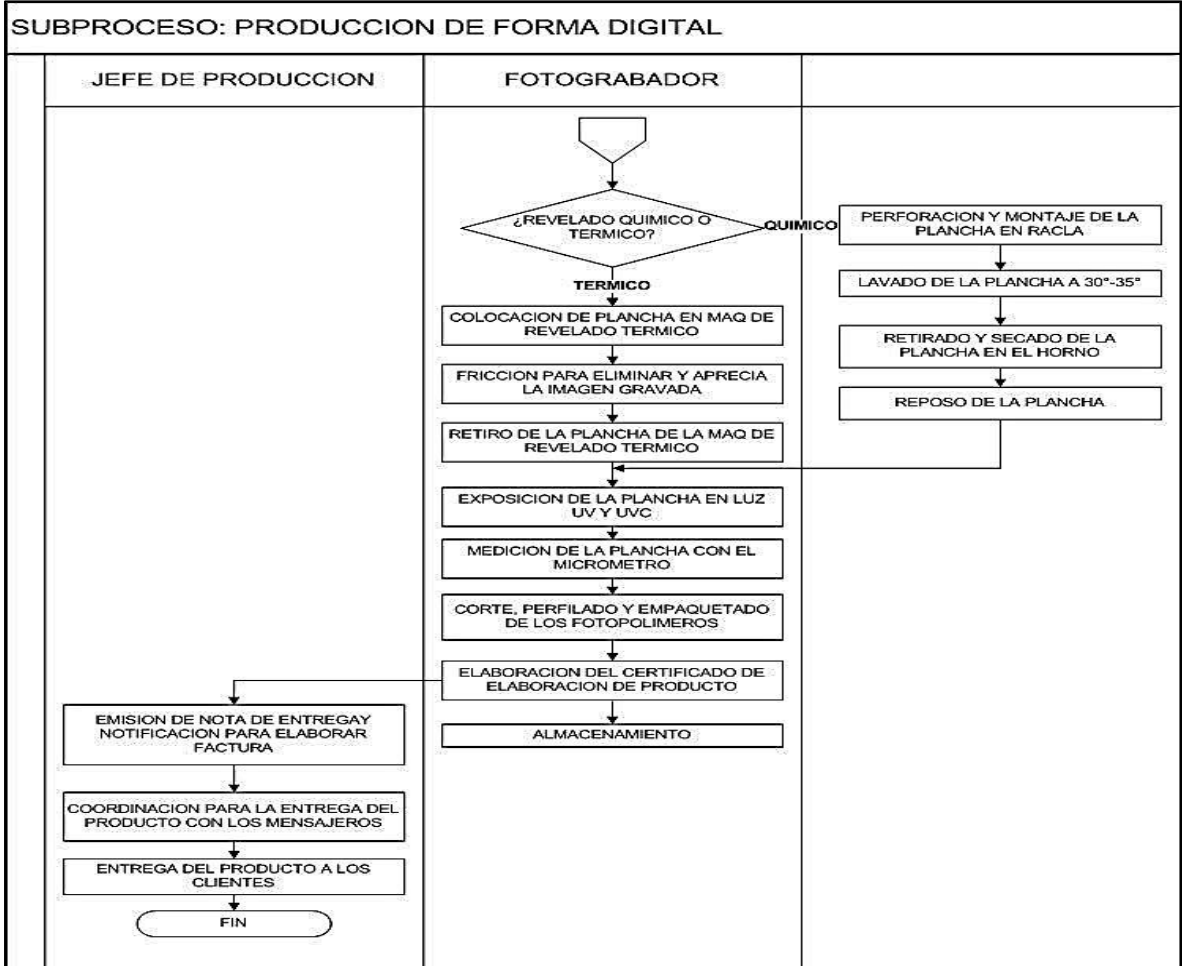 SUBPROCESO: PRODUCCION DE FORMA DIGITAL
JEFE DE PRODUCCION
FOTOGRABADOR
¿REVELADO QUIMICO O
TERMICO?
QUIMICO
TERMICO
PERFORACION Y MONTAJE DE LA
PLANCHA EN RACLA
LAVADO DE LA PLANCHA A 30°-35°
RETIRADO Y SECADO DE LA
PLANCHA EN EL HORNO
REPOSO DE LA PLANCHA
COLOCACION DE PLANCHA EN MAQ DE
REVELADO TERMICO
FRICCION PARA ELIMINAR Y APRECIA
LA IMAGEN GRAVADA
RETIRO DE LA PLANCHA DE LA MAQ DE
REVELADO TERMICO
EXPOSICION DE LA PLANCHA EN LUZ
UV Y UVC
MEDICION DE LA PLANCHA CON EL
MICROMETRO
CORTE, PERFILADO Y EMPAQUETADO
DE LOS FOTOPOLIMEROS
ELABORACION DEL CERTIFICADO DE
ELABORACION DE PRODUCTO
ALMACENAMIENTO
EMISION DE NOTA DE ENTREGAY
NOTIFICACION PARA ELABORAR
FACTURA
COORDINACION PARA LA ENTREGA DEL
PRODUCTO CON LOS MENSAJEROS
ENTREGA DEL PRODUCTO A LOS
CLIENTES
FIN